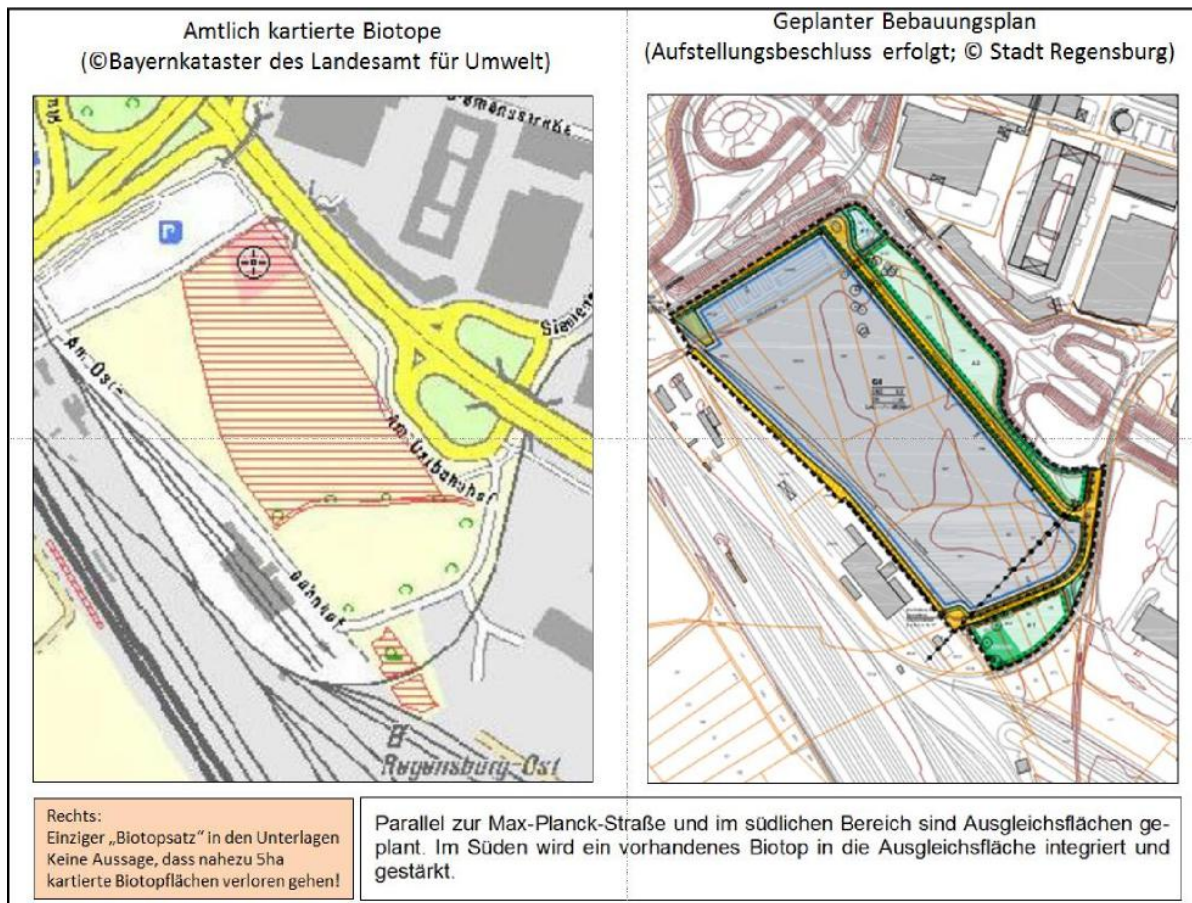 Amtlich kartierte Biotope
(©Bayernkataster des Landesamt für Umwelt)
Geplanter Bebauungsplan
(Aufstellungsbeschluss erfolgt; © Stadt Regensburg)
Am-Ostbahnhof
Bahnhof
Regensburg-Ost
GII
Rechts:
Einziger „Biotopsatz“ in den Unterlagen
Keine Aussage, dass nahezu 5ha
kartierte Biotopflächen verloren gehen!
Parallel zur Max-Planck-Straße und im südlichen Bereich sind Ausgleichsflächen ge-
plant. Im Süden wird ein vorhandenes Biotop in die Ausgleichsfläche integriert und
gestärkt.